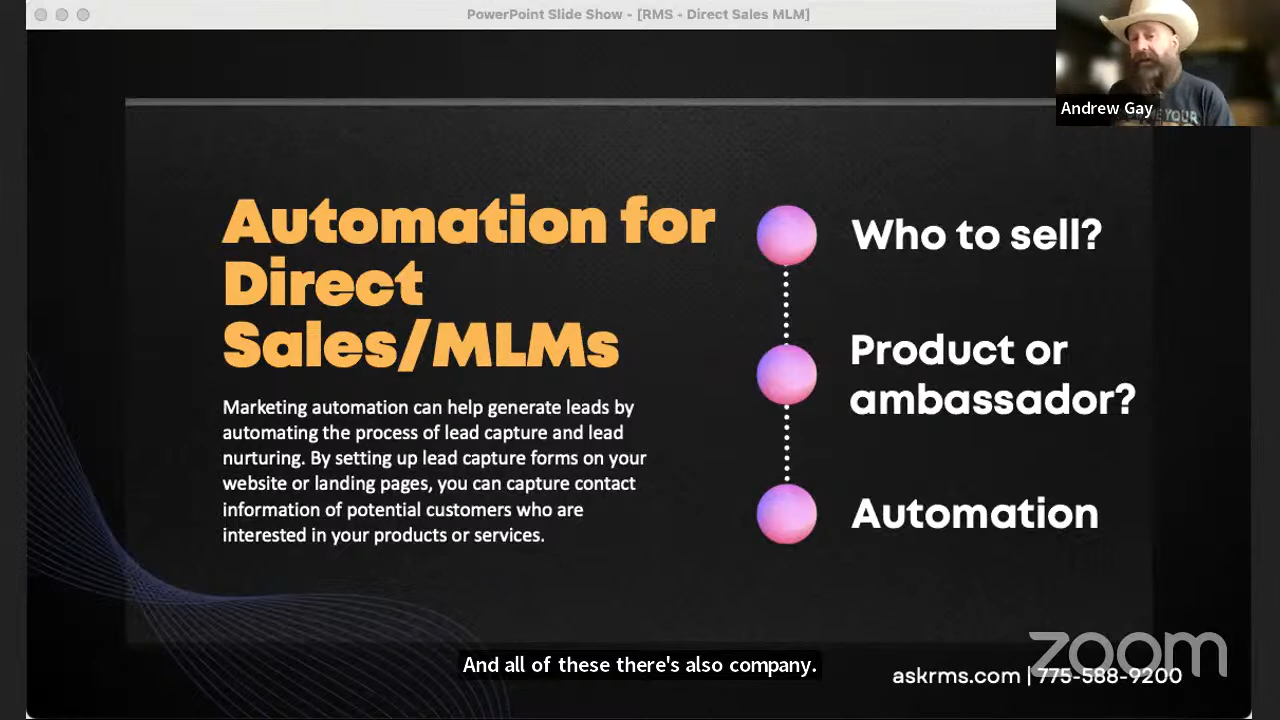 PowerPoint Slide Show - [RMS - Direct Sales MLM]
Andrew Gay
YOUR
Automation for
Direct
Sales/MLMs
Marketing automation can help generate leads by
automating the process of lead capture and lead
nurturing. By setting up lead capture forms on your
website or landing pages, you can capture contact
information of potential customers who are
interested in your products or services.
Who to sell?
Product or
ambassador?
Automation
And all of these there's also company.
zoom
askrms.com | 775-588-9200